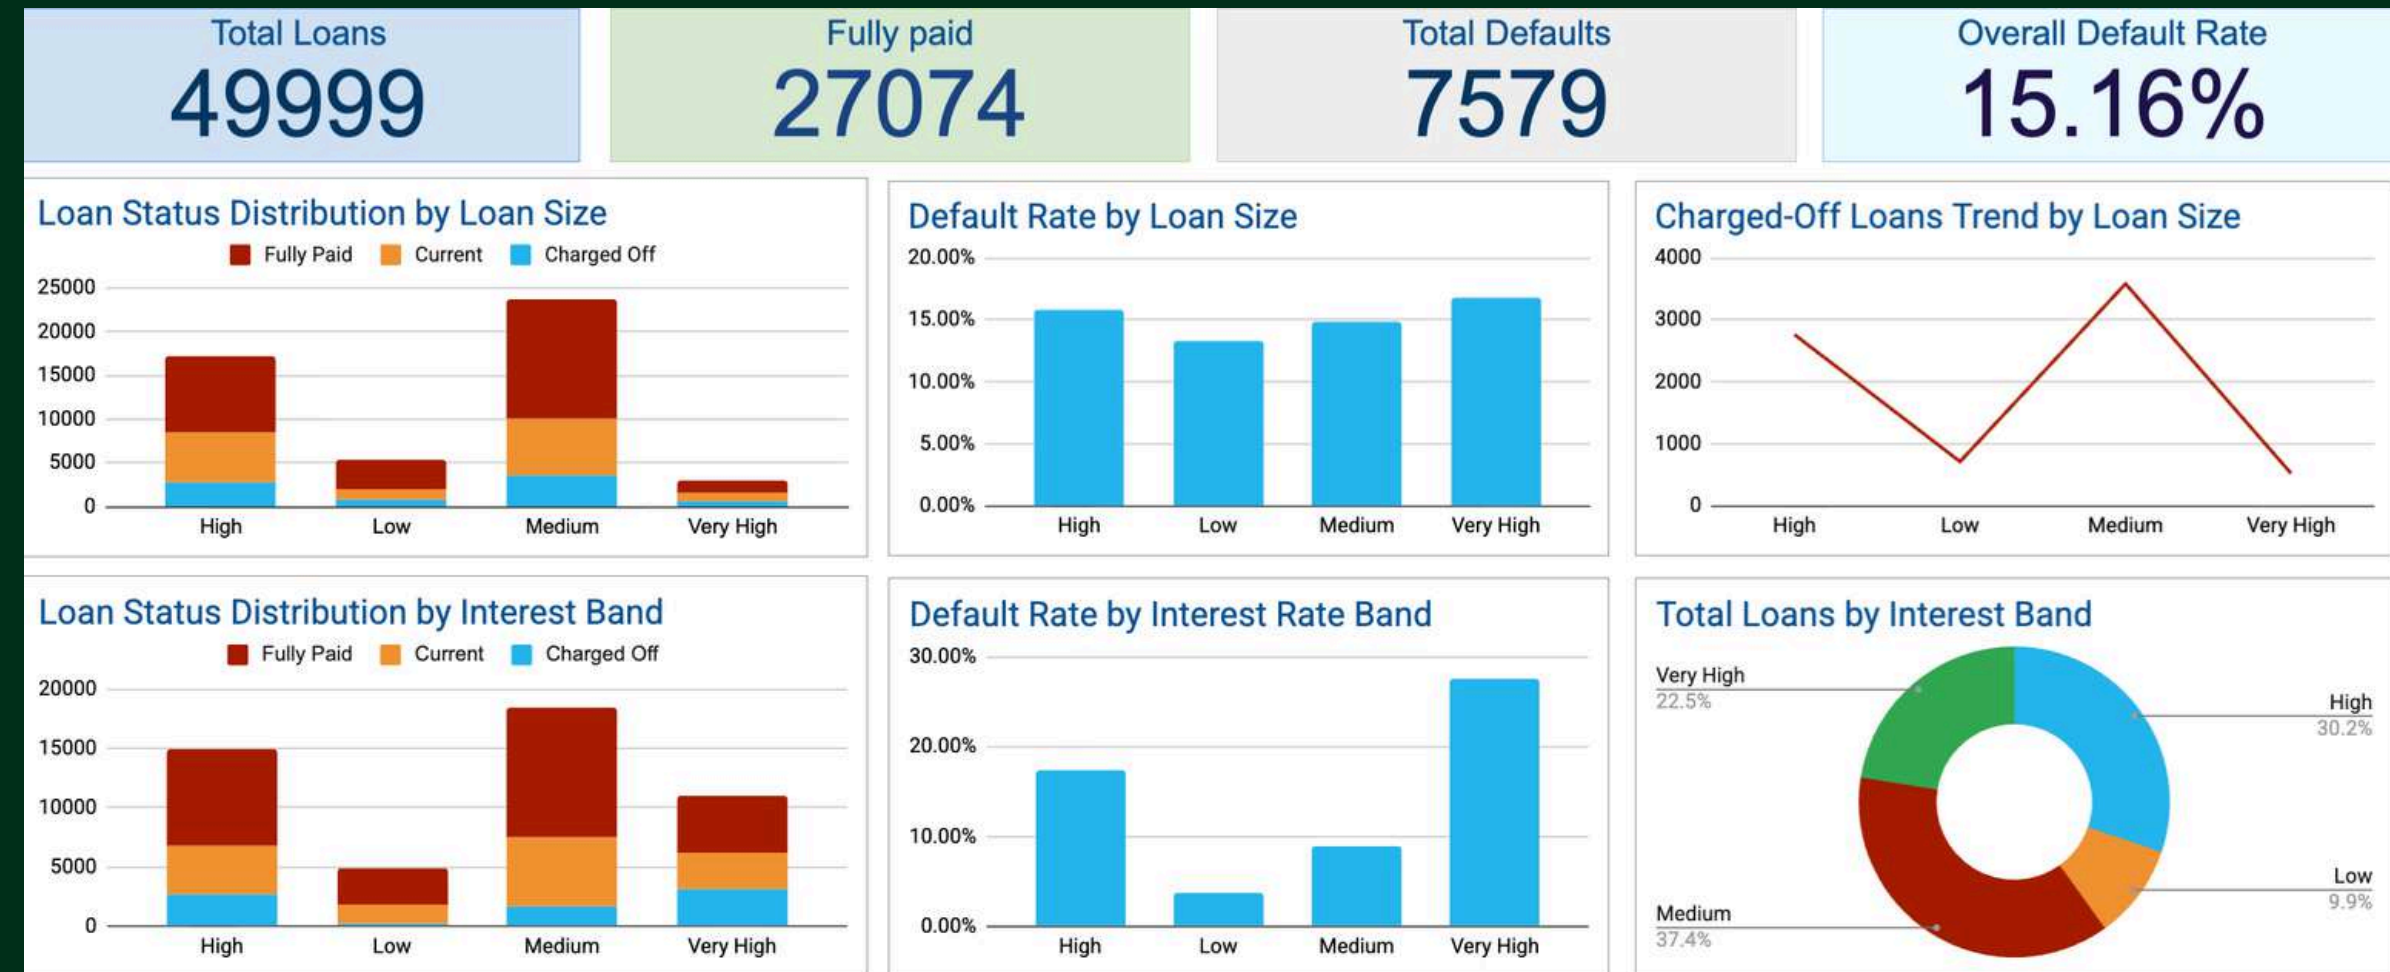 Total Loans
49999
Fully paid
27074
Total Defaults
7579
Overall Default Rate
15.16%
Loan Status Distribution by Loan Size
Fully Paid Current Charged Off
25000
20000
15000
10000
5000
0
High Low Medium Very High
Default Rate by Loan Size
20.00%
15.00%
10.00%
5.00%
0.00%
High Low Medium Very High
Charged-Off Loans Trend by Loan Size
4000
3000
2000
1000
0
High Low Medium Very High
Loan Status Distribution by Interest Band
Fully Paid Current Charged Off
20000
15000
10000
5000
0
High Low Medium Very High
Default Rate by Interest Rate Band
30.00%
20.00%
10.00%
0.00%
High Low Medium Very High
Total Loans by Interest Band
Very High
22.5%
High
30.2%
Low
9.9%
Medium
37.4%